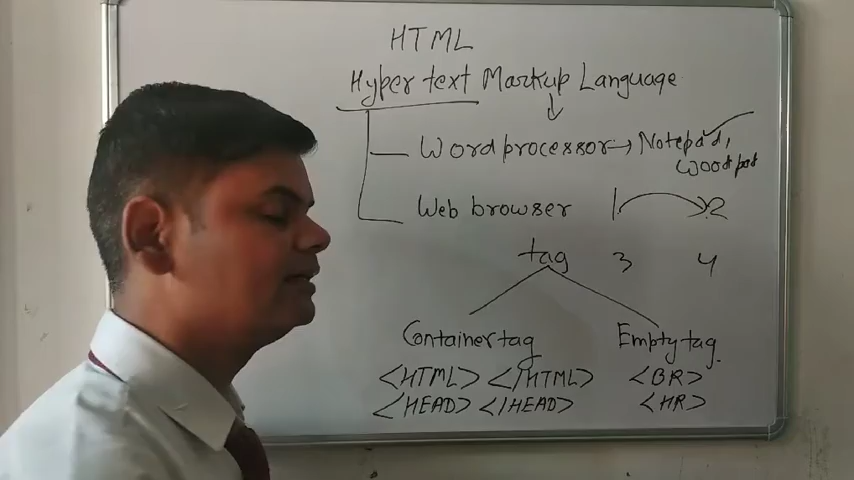 HTML
Hyper text Markup Language
Word processor → Notepad,
Wordpad
Web browser 1 2
tag 3 4
Container tag Empty tag.
<HTML> </HTML> <BR>
<HEAD> </HEAD> <HR>